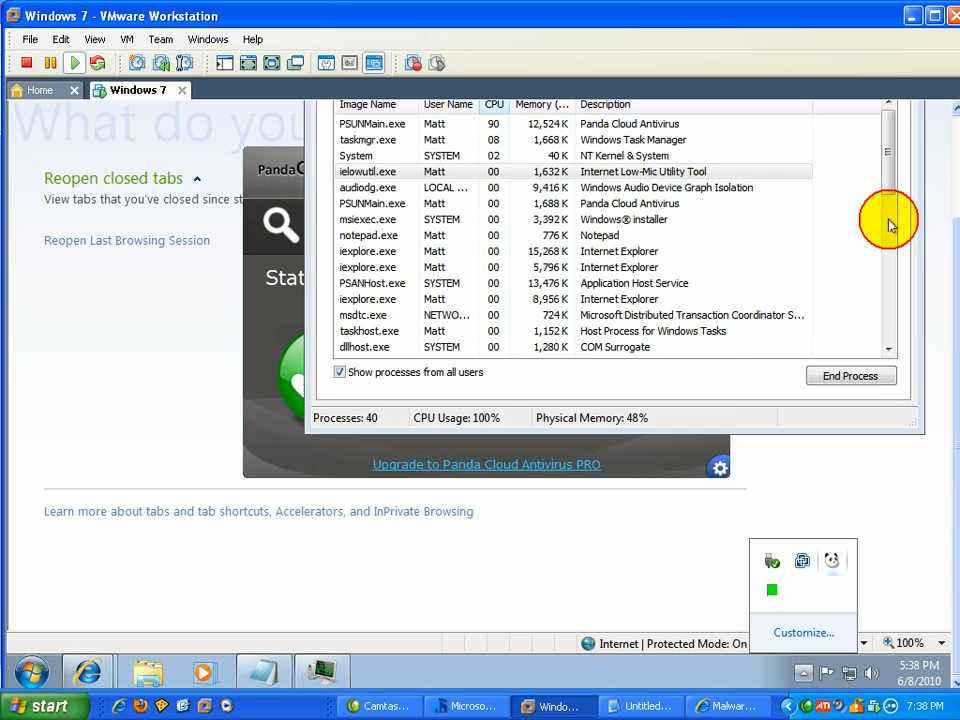 Windows 7 - VMware Workstation
File Edit View VM Team Windows Help
Home Windows 7
What do you
Reopen closed tabs
View tabs that you've closed since st
Reopen Last Browsing Session
PandaC
Stat
Image Name User Name CPU Memory (... Description
PSUNMain.exe Matt 90 12,524 K Panda Cloud Antivirus
taskmgr.exe Matt 08 1,668 K Windows Task Manager
System SYSTEM 02 40 K NT Kernel & System
ielowutil.exe Matt 00 1,632 K Internet Low-Mic Utility Tool
audiodg.exe LOCAL ... 00 9,416 K Windows Audio Device Graph Isolation
PSUNMain.exe Matt 00 1,688 K Panda Cloud Antivirus
msiexec.exe SYSTEM 00 3,392 K Windows® installer
notepad.exe Matt 00 776 K Notepad
iexplore.exe Matt 00 15,268 K Internet Explorer
iexplore.exe Matt 00 5,796 K Internet Explorer
PSANHost.exe SYSTEM 00 13,476 K Application Host Service
iexplore.exe Matt 00 8,956 K Internet Explorer
msdtc.exe NETWO... 00 724 K Microsoft Distributed Transaction Coordinator S...
taskhost.exe Matt 00 1,152 K Host Process for Windows Tasks
dllhost.exe SYSTEM 00 1,280 K COM Surrogate
Show processes from all users End Process
Processes: 40 CPU Usage: 100% Physical Memory: 48%
Upgrade to Panda Cloud Antivirus PRO
Learn more about tabs and tab shortcuts, Accelerators, and InPrivate Browsing
Customize...
Internet | Protected Mode: On 100%
5:38 PM
6/8/2010
start Camtas... Microso... Windo... Untitled... Malwar... ATI 7:38 PM